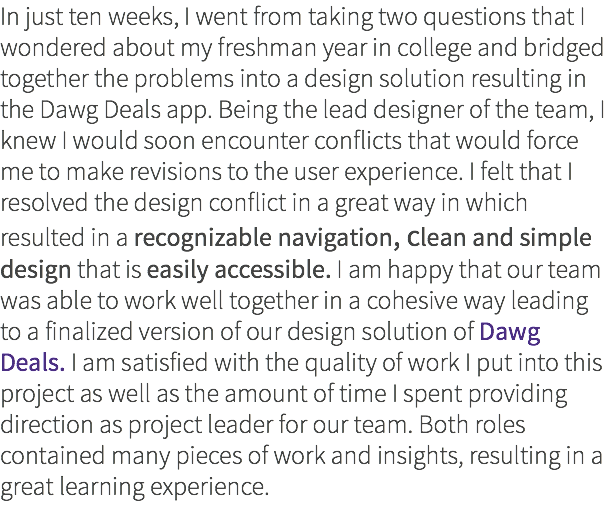 In just ten weeks, I went from taking two questions that I
wondered about my freshman year in college and bridged
together the problems into a design solution resulting in
the Dawg Deals app. Being the lead designer of the team, I
knew I would soon encounter conflicts that would force
me to make revisions to the user experience. I felt that I
resolved the design conflict in a great way in which
resulted in a recognizable navigation, Clean and simple
design that is easily accessible. I am happy that our team
was able to work well together in a cohesive way leading
to a finalized version of our design solution of Dawg
Deals. I am satisfied with the quality of work I put into this
project as well as the amount of time I spent providing
direction as project leader for our team. Both roles
contained many pieces of work and insights, resulting in a
great learning experience.